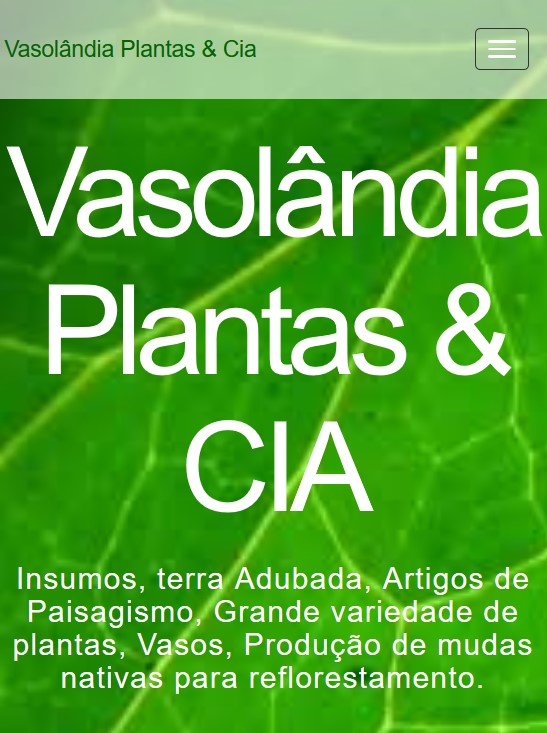 Vasolândia Plantas & Cia
Vasolândia
Plantas &
CIA
Insumos, terra Adubada, Artigos de
Paisagismo, Grande variedade de
plantas, Vasos, Produção de mudas
nativas para reflorestamento.